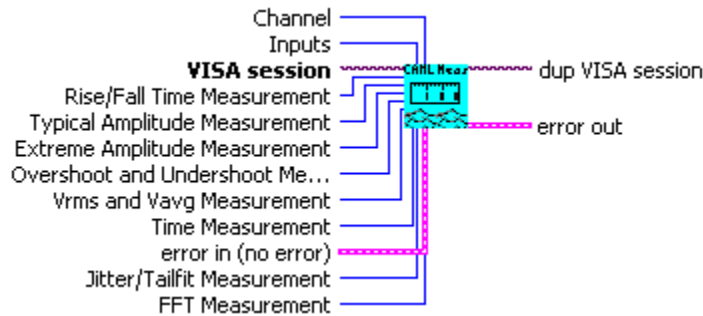 Channel
Inputs
VISA session
Rise/Fall Time Measurement
Typical Amplitude Measurement
Extreme Amplitude Measurement
Overshoot and Undershoot Me...
Vrms and Vavg Measurement
Time Measurement
error in (no error)
Jitter/Tailfit Measurement
FFT Measurement
CANL Meas
dup VISA session
error out